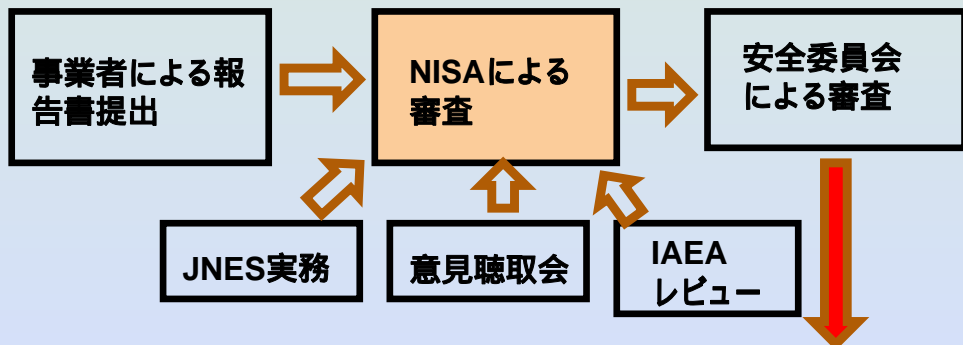 事業者による報
告書提出
NISAによる
審査
安全委員会
による審査
JNES実務
意見聴取会
IAEA
レビュー